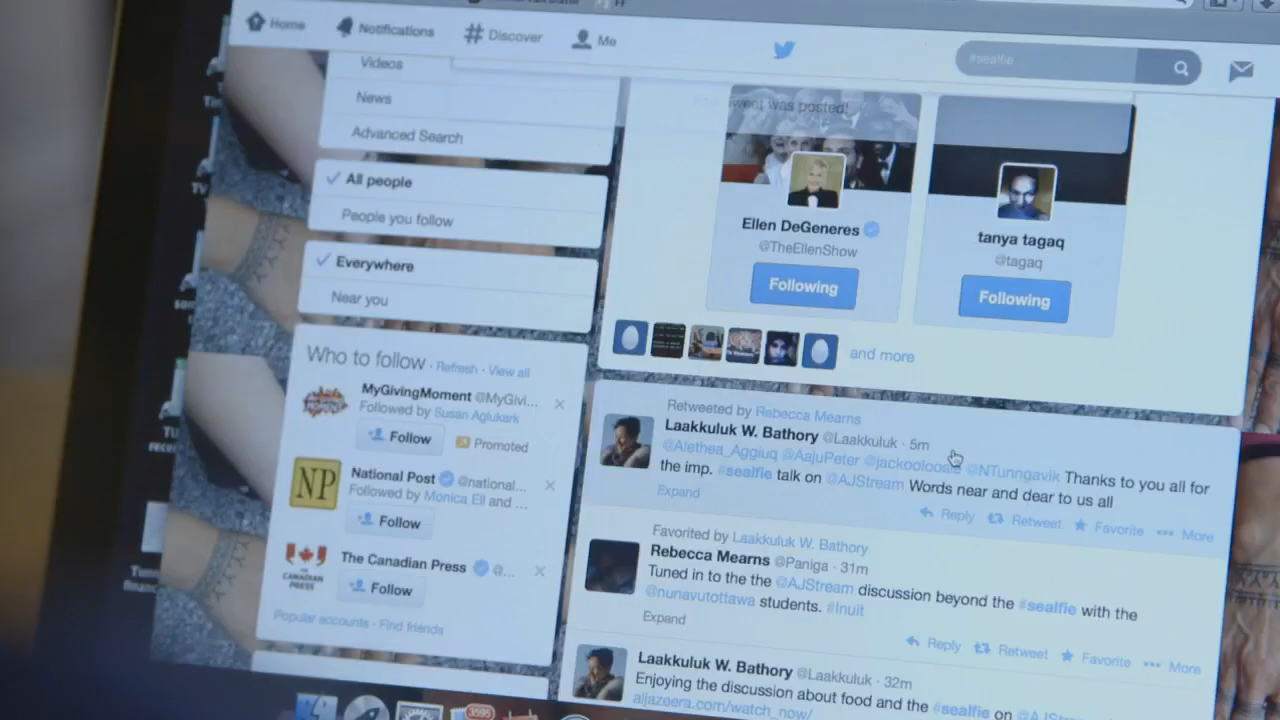 Home
Notifications
Discover
Me
#sealfie
Videos
News
Advanced Search
All people
People you follow
Everywhere
Near you
Who to follow · Refresh · View all
MyGivingMoment @MyGivi...
Followed by Susan Aglukark
Follow
Promoted
National Post @national...
Followed by Monica Ell and ...
Follow
THE CANADIAN PRESS
The Canadian Press @...
Follow
NP
Popular accounts · Find friends
tweet was posted!
Ellen DeGeneres
@TheEllenShow
Following
tanya tagaq
@tagaq
Following
and more
Retweeted by Rebecca Mearns
Laakkuluk W. Bathory @Laakkuluk · 5m
@Alethea_Aggiuq @AajuPeter @jackooloosie @NTunngavik Thanks to you all for
the imp. #sealfie talk on @AJStream Words near and dear to us all
Expand
Reply Retweet Favorite More
Favorited by Laakkuluk W. Bathory
Rebecca Mearns @Paniga · 31m
Tuned in to the the @AJStream discussion beyond the #sealfie with the
@nunavutottawa students. #Inuit
Expand
Reply Retweet Favorite More
Laakkuluk W. Bathory @Laakkuluk · 32m
Enjoying the discussion about food and the #sealfie on
aljazeera.com/watch_now/
3595